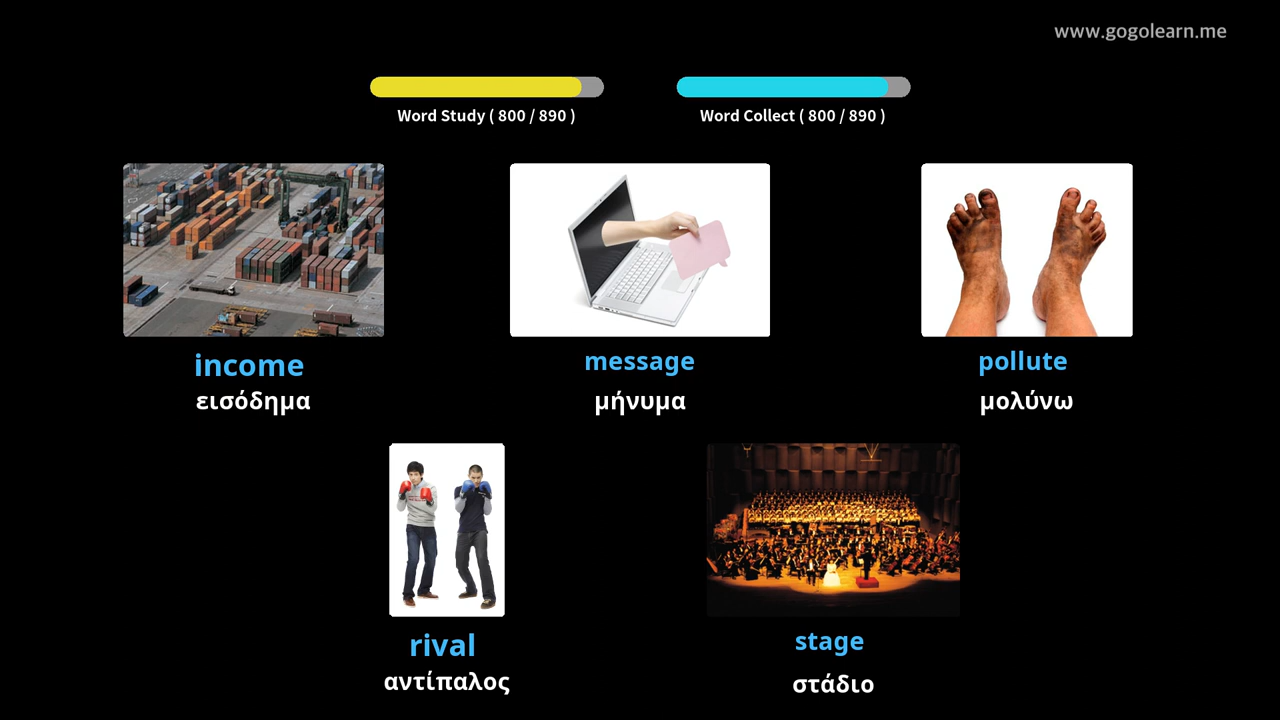 www.gogolearn.me
Word Study ( 800 / 890 )
Word Collect ( 800 / 890 )
income
εισόδημα
message
μήνυμα
pollute
μολύνω
rival
αντίπαλος
stage
στάδιο